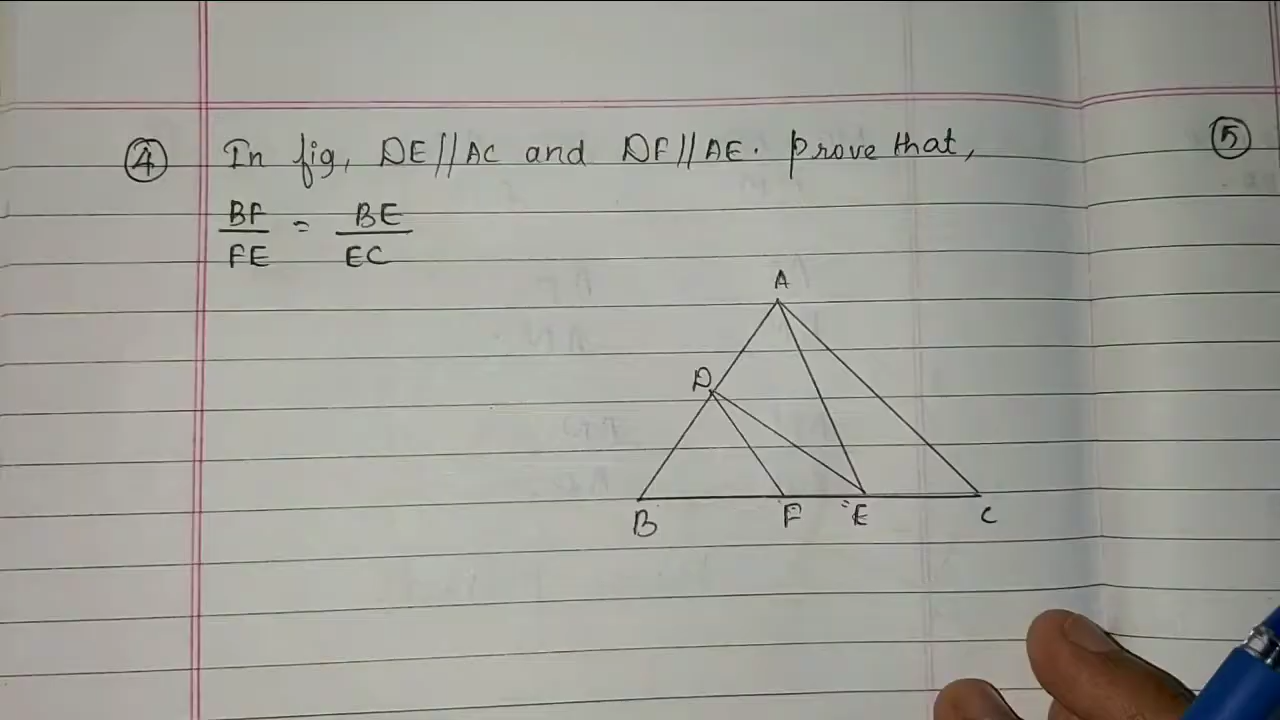 ④ In fig, DE//AC and DF//AE. prove that, ⑤
BF = BE
FE EC
A
D
B F E C